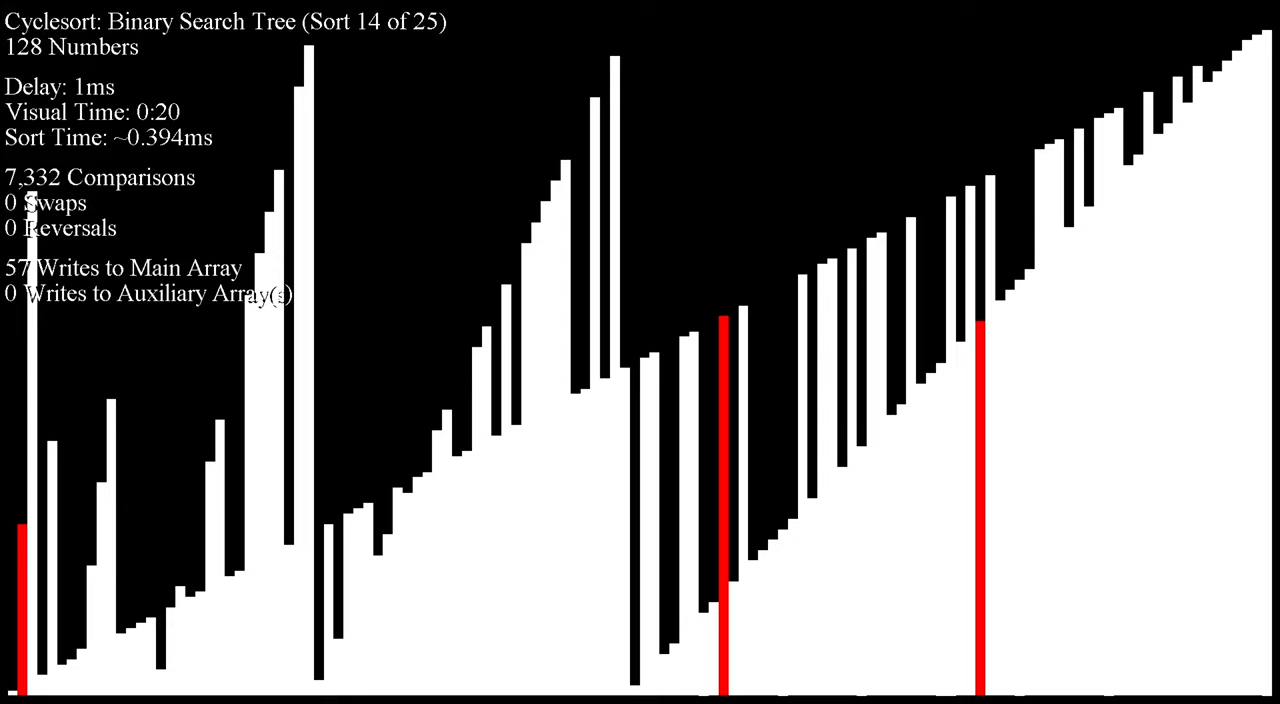 Cyclesort: Binary Search Tree (Sort 14 of 25)
128 Numbers
Delay: 1ms
Visual Time: 0:20
Sort Time: ~0.394ms
7,332 Comparisons
0 Swaps
0 Reversals
57 Writes to Main Array
0 Writes to Auxiliary Array(s)